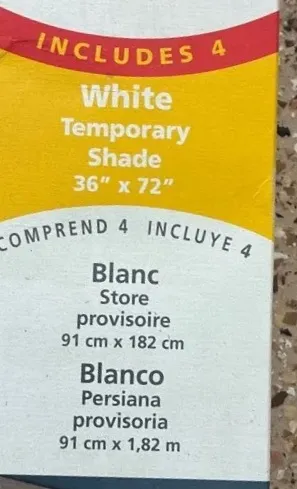 INCLUDES 4
White
Temporary
Shade
36" x 72"
COMPREND 4 INCLUYE 4
Blanc
Store
provisoire
91 cm x 182 cm
Blanco
Persiana
provisoria
91 cm x 1,82 m